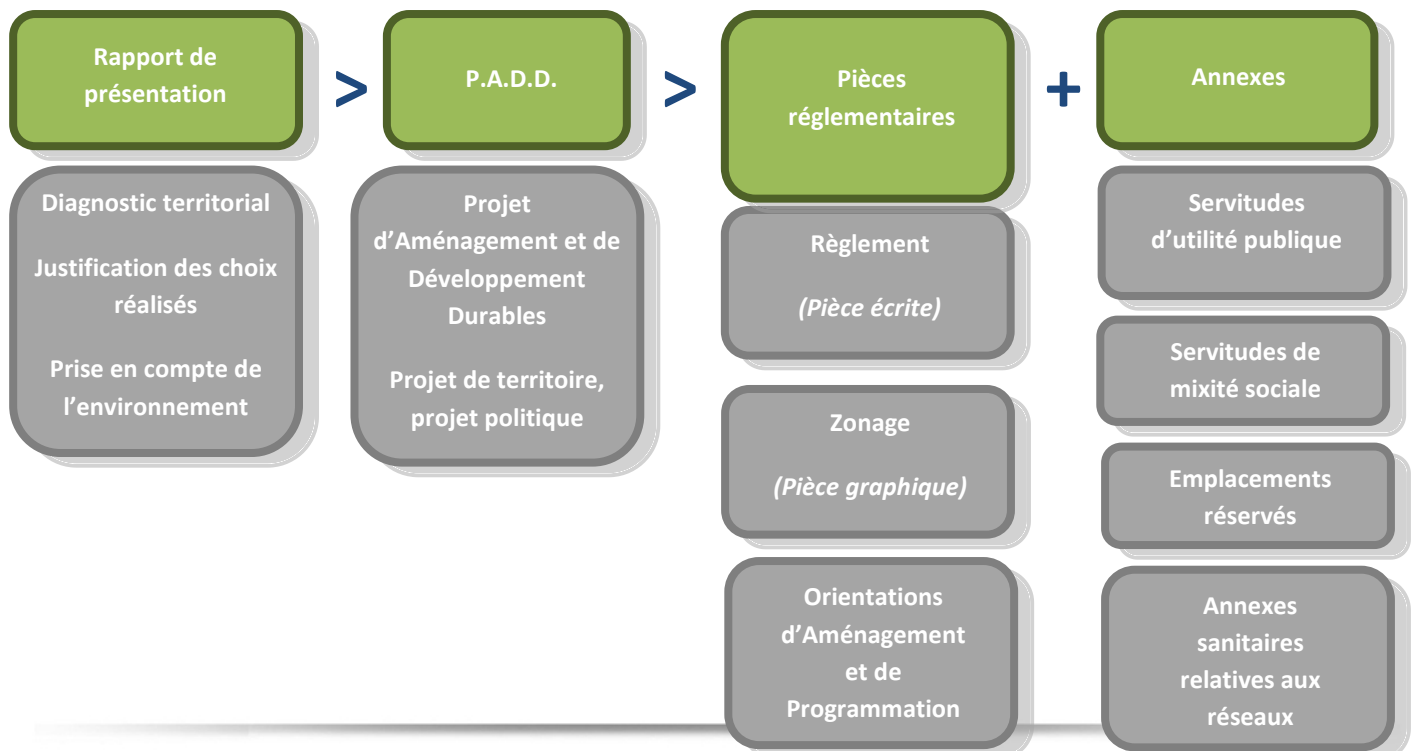 Rapport de
présentation
>
P.A.D.D.
>
Pièces
réglementaires
+
Annexes
Diagnostic territorial
Justification des choix
réalisés
Prise en compte de
l’environnement
Projet
d’Aménagement et de
Développement
Durables
Projet de territoire,
projet politique
Règlement
(Pièce écrite)
Zonage
(Pièce graphique)
Orientations
d’Aménagement
et de
Programmation
Servitudes
d’utilité publique
Servitudes de
mixité sociale
Emplacements
réservés
Annexes
sanitaires
relatives aux
réseaux